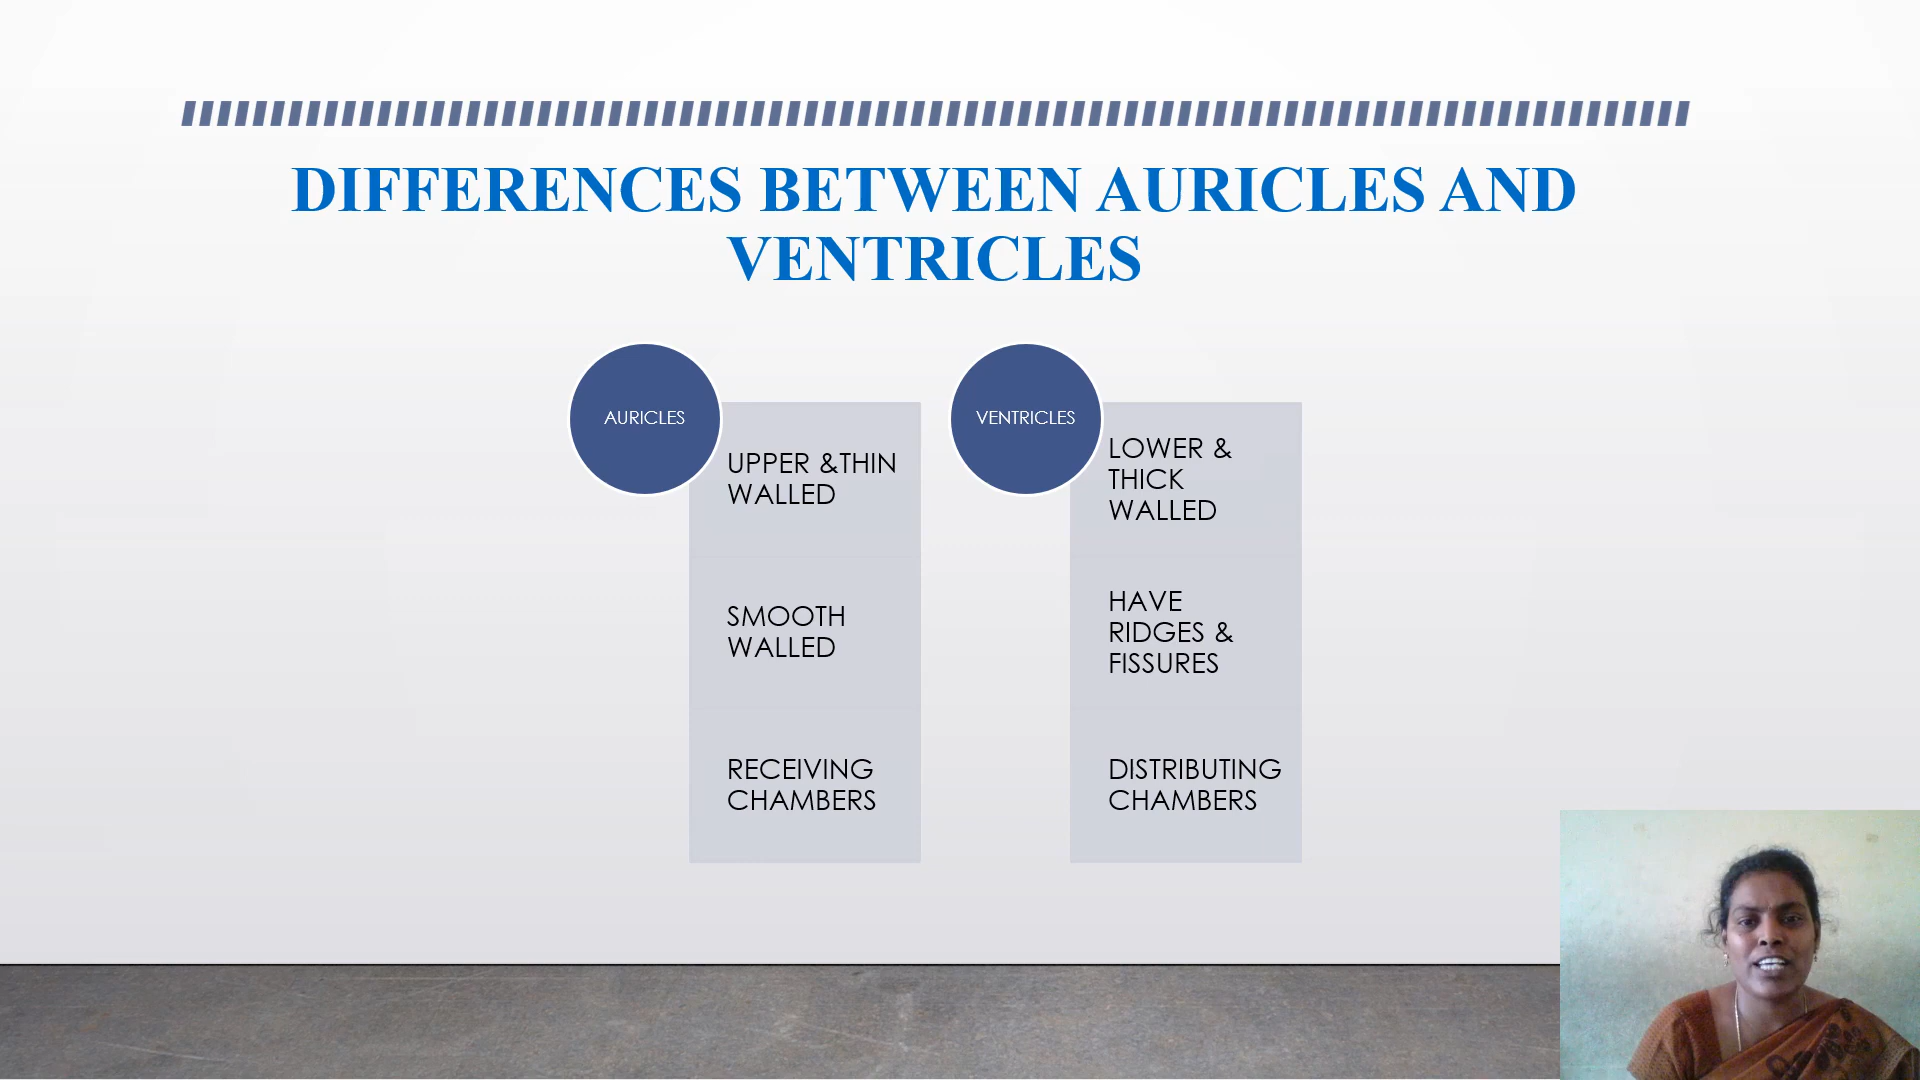 DIFFERENCES BETWEEN AURICLES AND
VENTRICLES
AURICLES
UPPER &THIN
WALLED
SMOOTH
WALLED
RECEIVING
CHAMBERS
VENTRICLES
LOWER &
THICK
WALLED
HAVE
RIDGES &
FISSURES
DISTRIBUTING
CHAMBERS